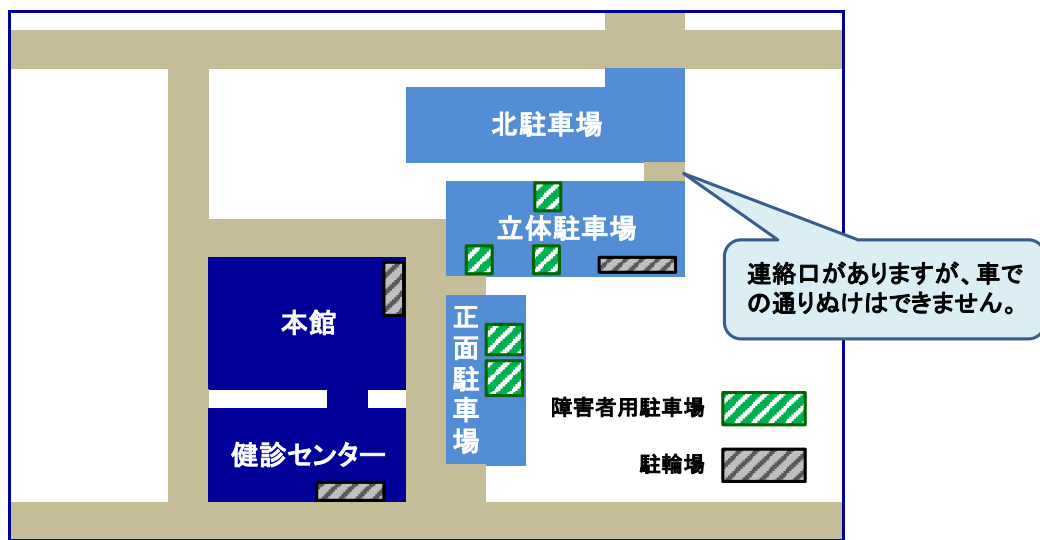 北駐車場
立体駐車場
連絡口がありますが、車で
の通りぬけはできません。
本館
正面駐車場
障害者用駐車場
健診センター
駐輪場